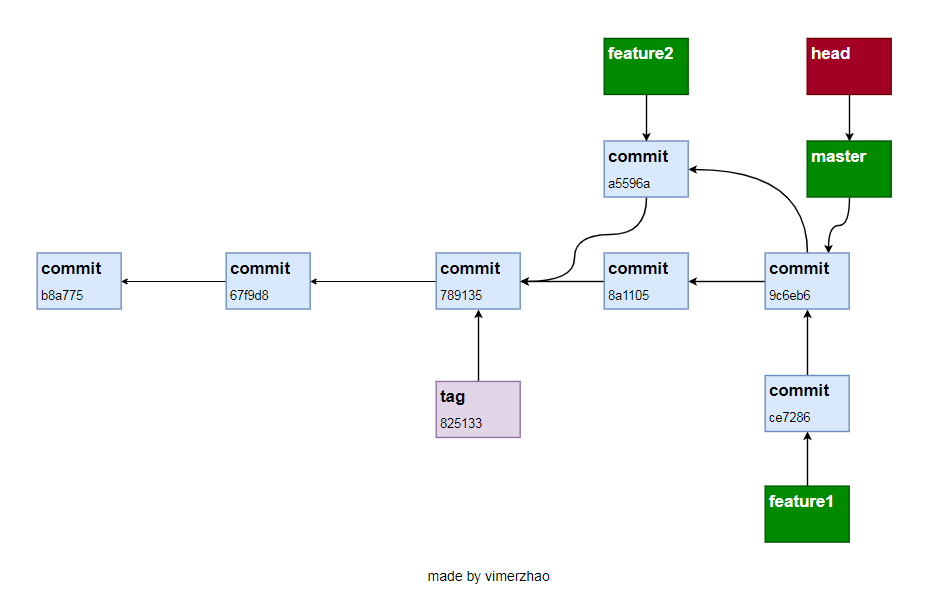 feature2
head
commit
a5596a
master
commit
b8a775
commit
67f9d8
commit
789135
commit
8a1105
commit
9c6eb6
tag
825133
commit
ce7286
feature1
made by vimerzhao